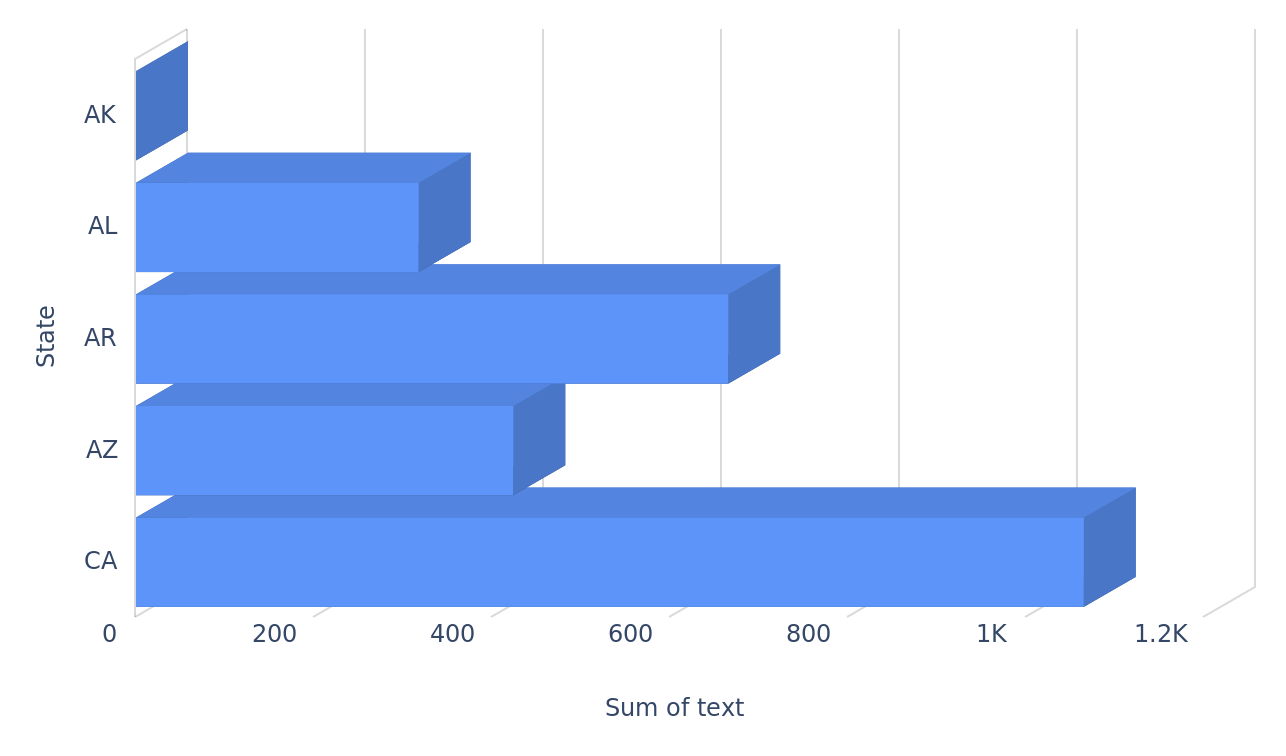 AK
AL
AR
AZ
CA
State
0 200 400 600 800 1K 1.2K
Sum of text